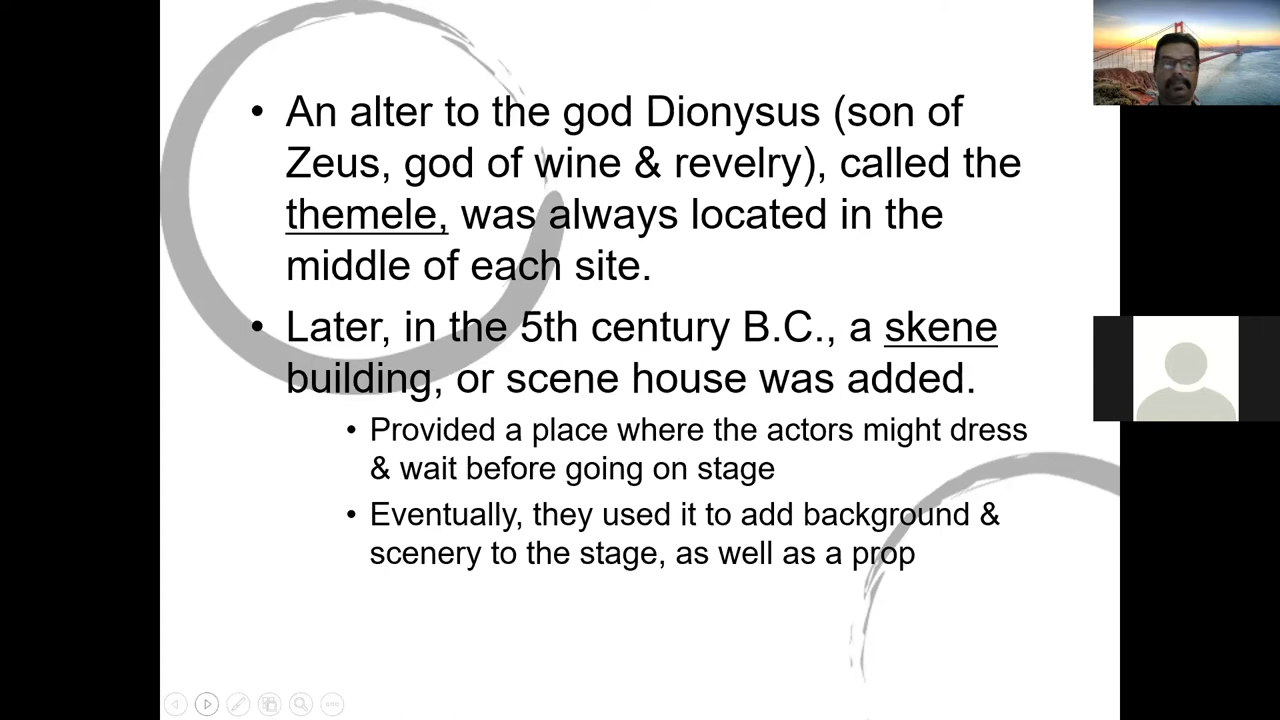 • An alter to the god Dionysus (son of
Zeus, god of wine & revelry), called the
themele, was always located in the
middle of each site.
• Later, in the 5th century B.C., a skene
building, or scene house was added.
• Provided a place where the actors might dress
& wait before going on stage
• Eventually, they used it to add background &
scenery to the stage, as well as a prop